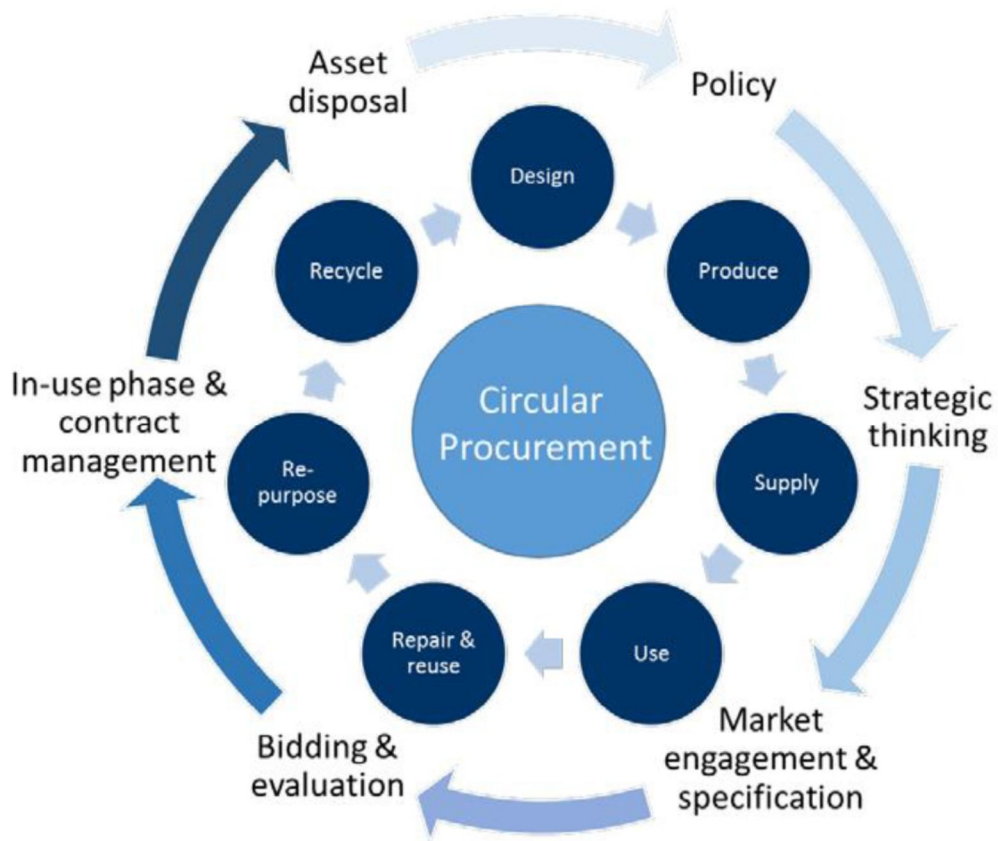 Asset
disposal
Policy
Design
Recycle
Produce
Circular
Procurement
In-use phase &
contract
management
Strategic
thinking
Re-
purpose
Supply
Repair &
reuse
Use
Bidding &
evaluation
Market
engagement &
specification